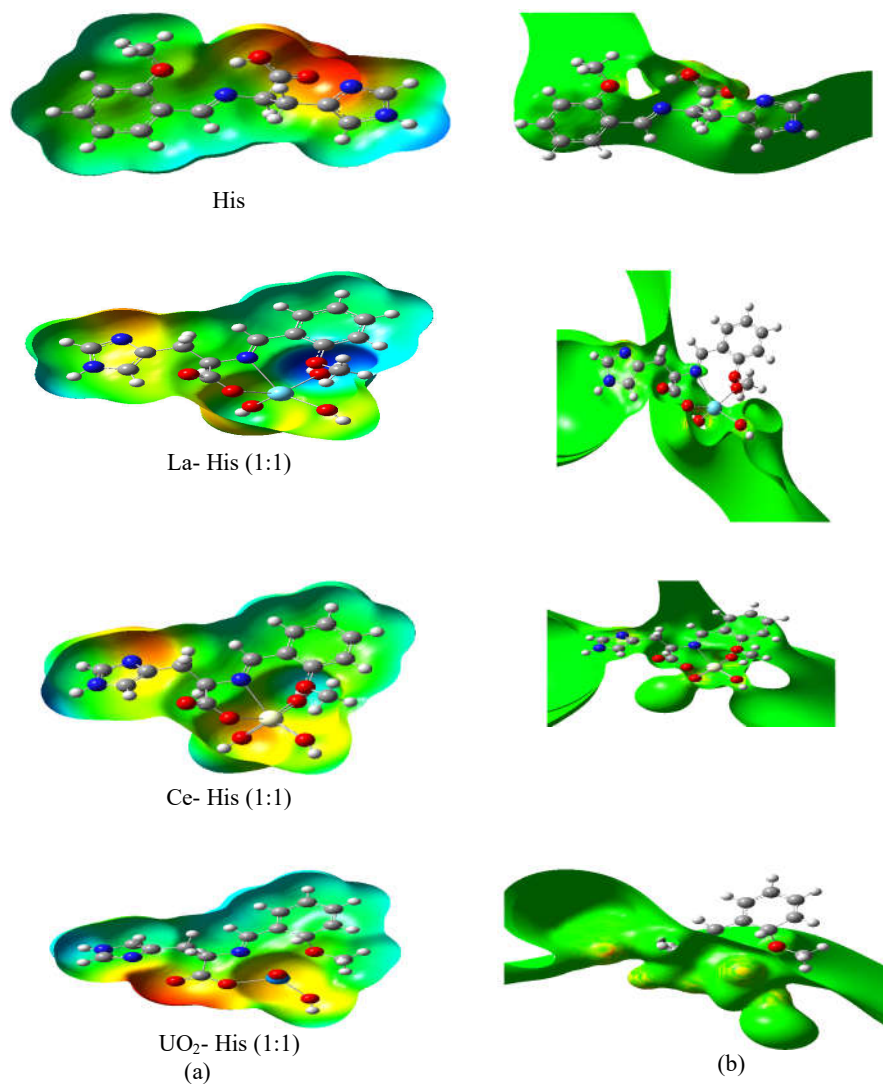 His
La- His (1:1)
Ce- His (1:1)
UO₂- His (1:1)
(a)
(b)